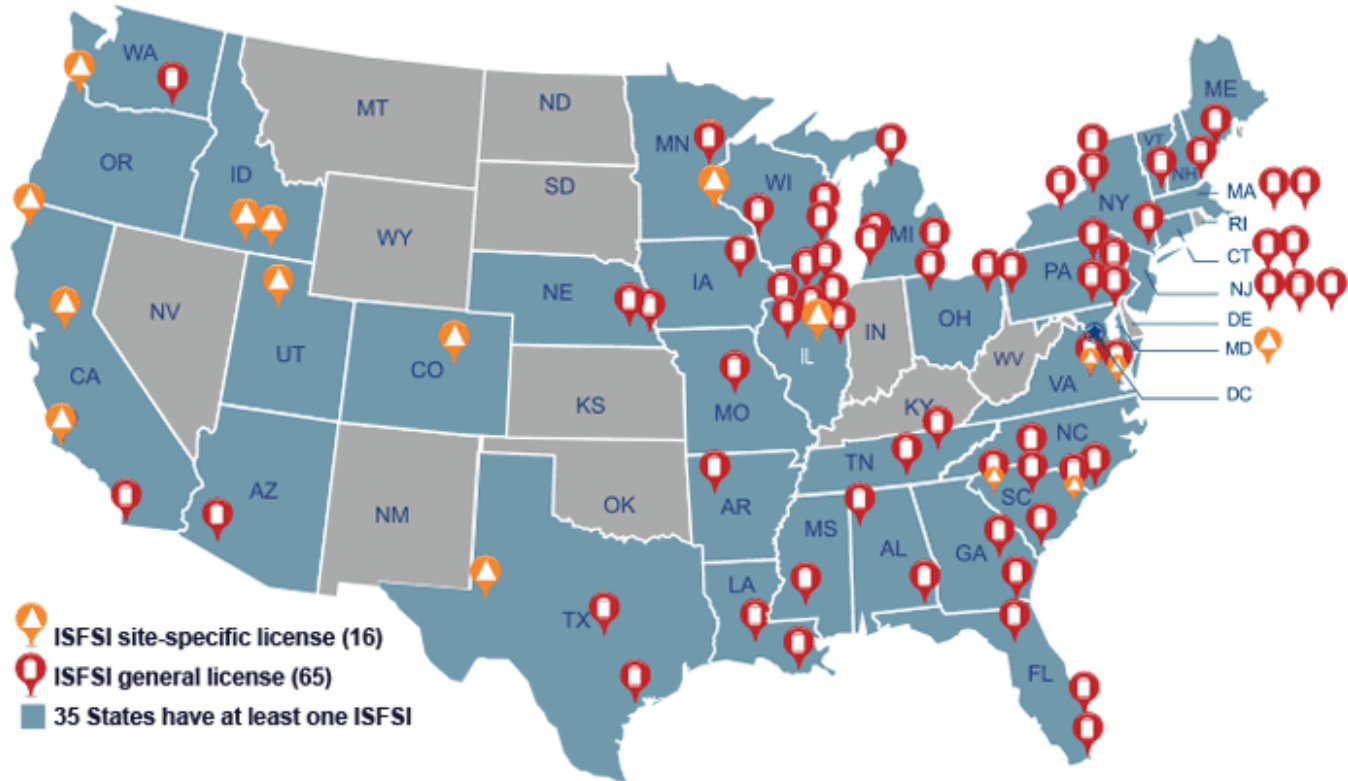 WA
MT
ND
MN
ME
VT
NH
OR
ID
SD
WI
NY
MA
WY
MI
RI
CT
IA
PA
NE
NJ
NV
UT
CO
IL
IN
OH
DE
MD
CA
WV
VA
KS
MO
KY
DC
NC
TN
AZ
OK
AR
SC
NM
MS
AL
GA
LA
TX
FL
ISFSI site-specific license (16)
ISFSI general license (65)
35 States have at least one ISFSI